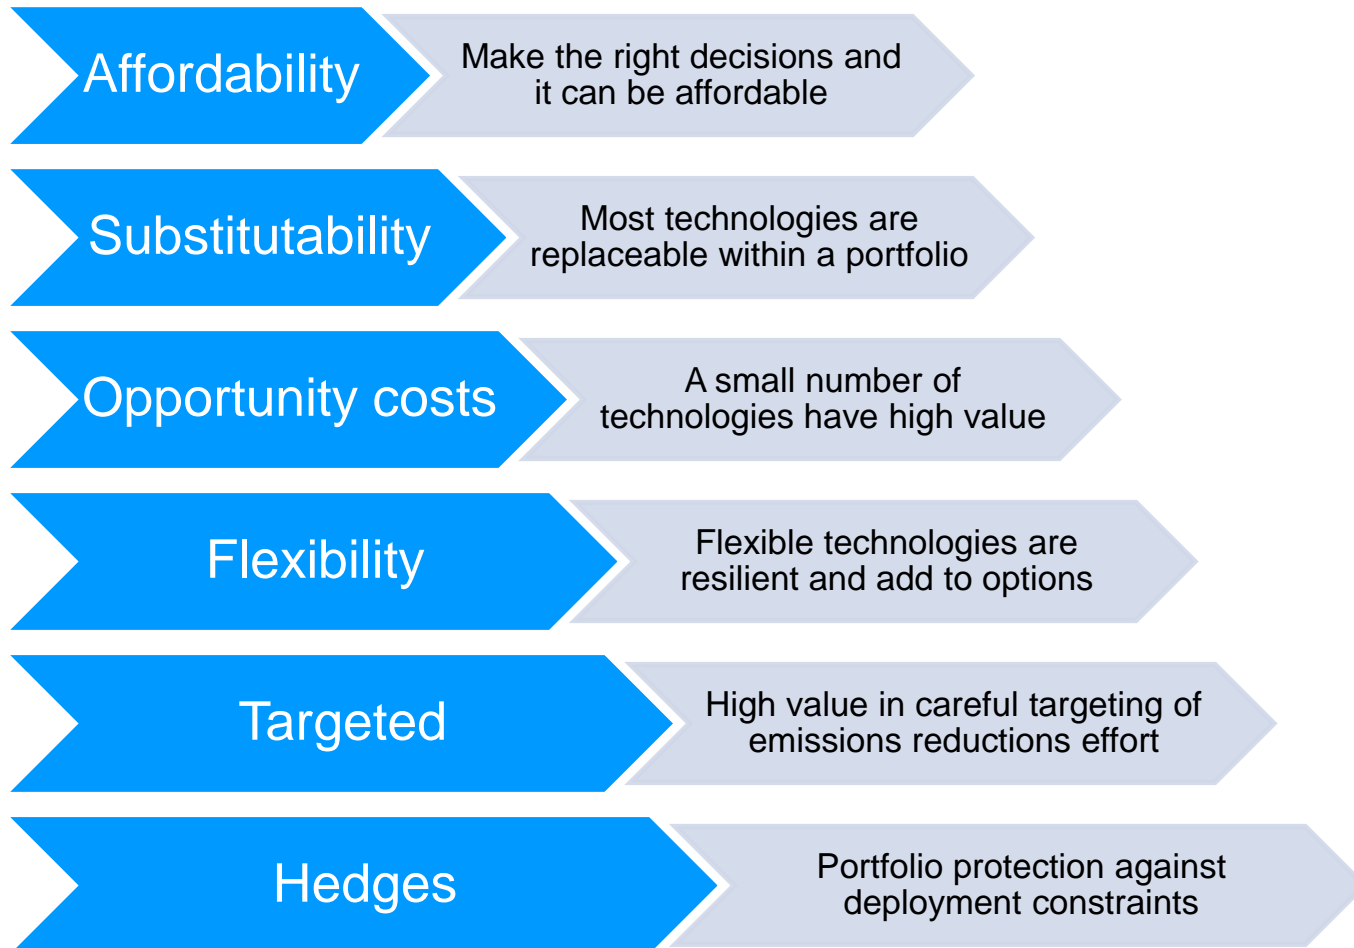 Affordability
Make the right decisions and
it can be affordable
Substitutability
Most technologies are
replaceable within a portfolio
Opportunity costs
A small number of
technologies have high value
Flexibility
Flexible technologies are
resilient and add to options
Targeted
High value in careful targeting of
emissions reductions effort
Hedges
Portfolio protection against
deployment constraints